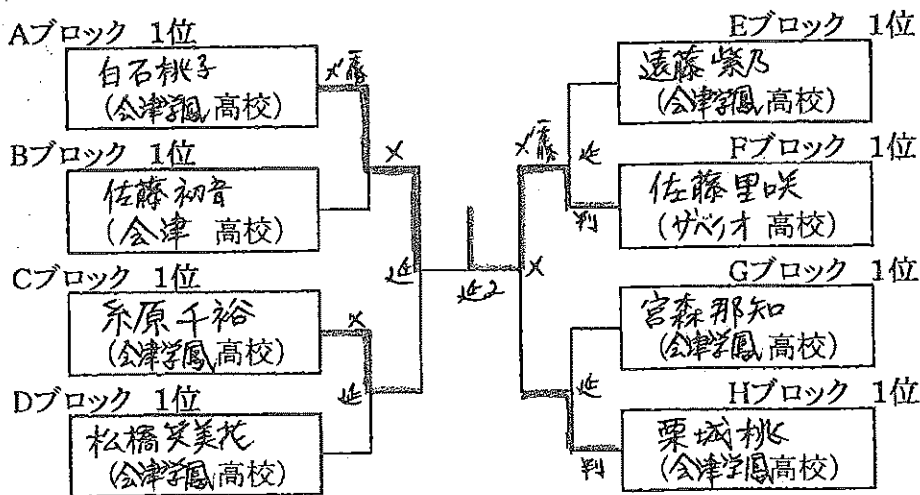 Aブロック 1位
白石桃子
(会津学鳳 高校)
Bブロック 1位
佐藤初音
(会津 高校)
Cブロック 1位
糸原千裕
(会津学鳳 高校)
Dブロック 1位
松橋笑美花
(会津学鳳 高校)
メ 一勝
メ
延
メ
延
延2
メ 一勝
メ
延
判
延
判
Eブロック 1位
遠藤紫乃
(会津学鳳 高校)
Fブロック 1位
佐藤里咲
(ザベリオ 高校)
Gブロック 1位
宮森那知
(会津学鳳 高校)
Hブロック 1位
栗城桃
(会津学鳳 高校)